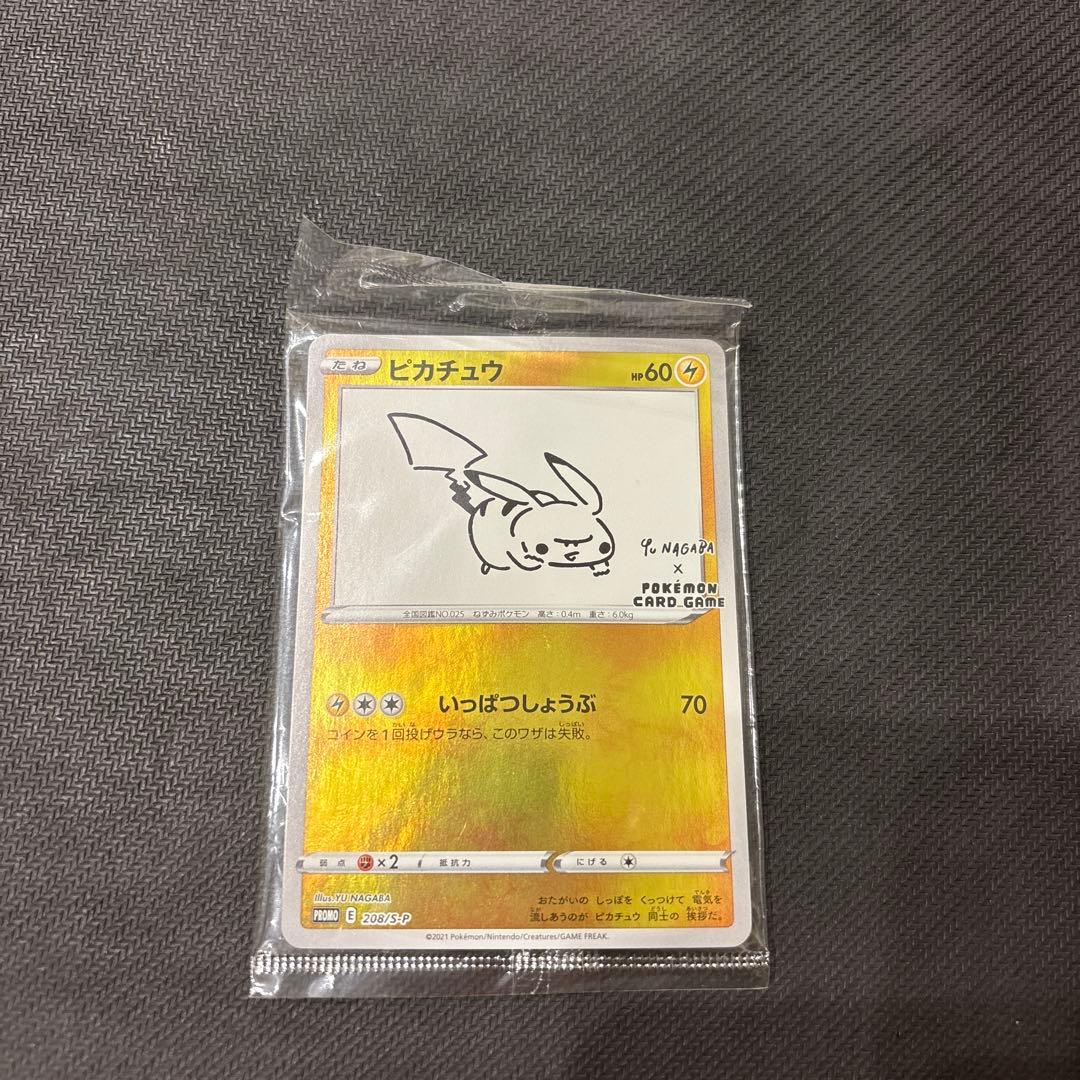 たね ピカチュウ HP60
Yu NAGABA
×
POKÉMON
CARD GAME
全国図鑑NO.025 ねずみポケモン 高さ:0.4m 重さ:6.0kg
いっぱつしょうぶ 70
コインを1回投げウラなら、このワザは失敗。
弱点 ×2 抵抗力 にげる
illus.YU NAGABA
PROMO E 208/S-P
おたがいの しっぽを くっつけて 電気を
流しあうのが ピカチュウ 同士の 挨拶だ。
©2021 Pokémon/Nintendo/Creatures/GAME FREAK.